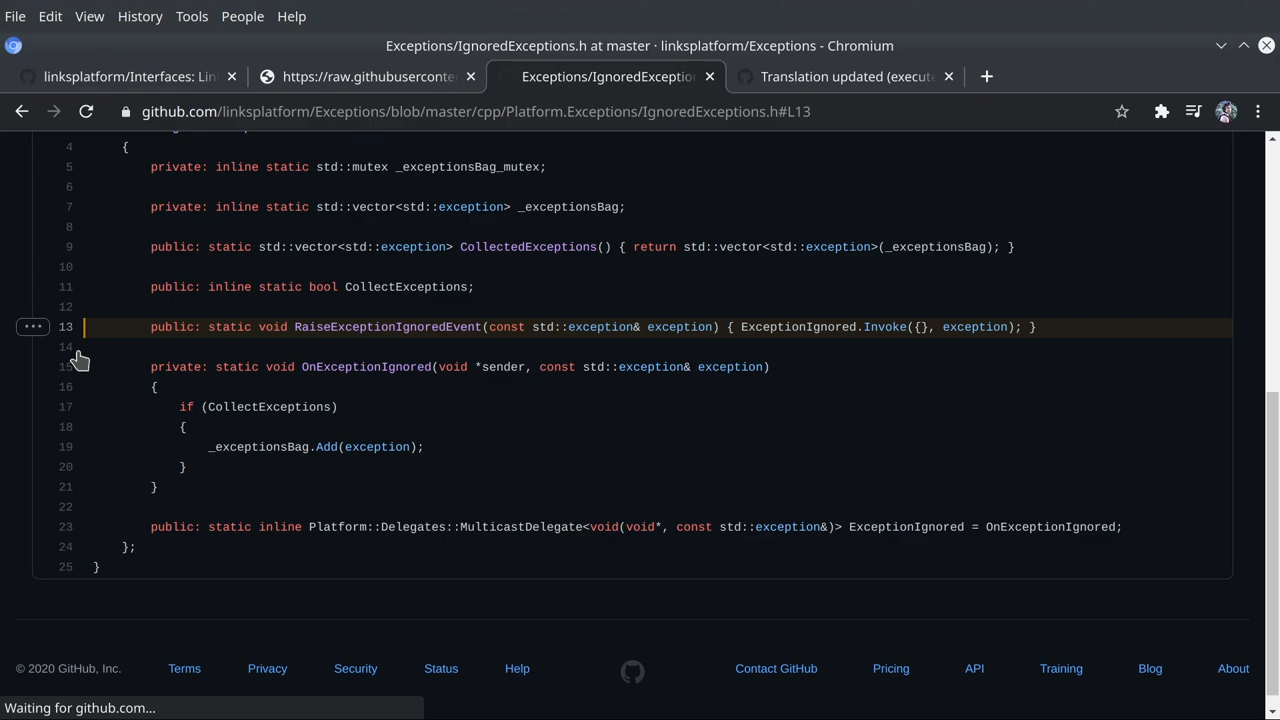 File Edit View History Tools People Help
Exceptions/IgnoredExceptions.h at master · linksplatform/Exceptions - Chromium
linksplatform/Interfaces: Lin
https://raw.githubuserconte
Exceptions/IgnoredException
Translation updated (execute
github.com/linksplatform/Exceptions/blob/master/cpp/Platform.Exceptions/IgnoredExceptions.h#L13
4 {
5 private: inline static std::mutex _exceptionsBag_mutex;
6
7 private: inline static std::vector<std::exception> _exceptionsBag;
8
9 public: static std::vector<std::exception> CollectedExceptions() { return std::vector<std::exception>(_exceptionsBag); }
10
11 public: inline static bool CollectExceptions;
12
13 public: static void RaiseExceptionIgnoredEvent(const std::exception& exception) { ExceptionIgnored.Invoke({}, exception); }
14
15 private: static void OnExceptionIgnored(void *sender, const std::exception& exception)
16 {
17 if (CollectExceptions)
18 {
19 _exceptionsBag.Add(exception);
20 }
21 }
22
23 public: static inline Platform::Delegates::MulticastDelegate<void(void*, const std::exception&)> ExceptionIgnored = OnExceptionIgnored;
24 };
25 }
© 2020 GitHub, Inc. Terms Privacy Security Status Help Contact GitHub Pricing API Training Blog About
Waiting for github.com...